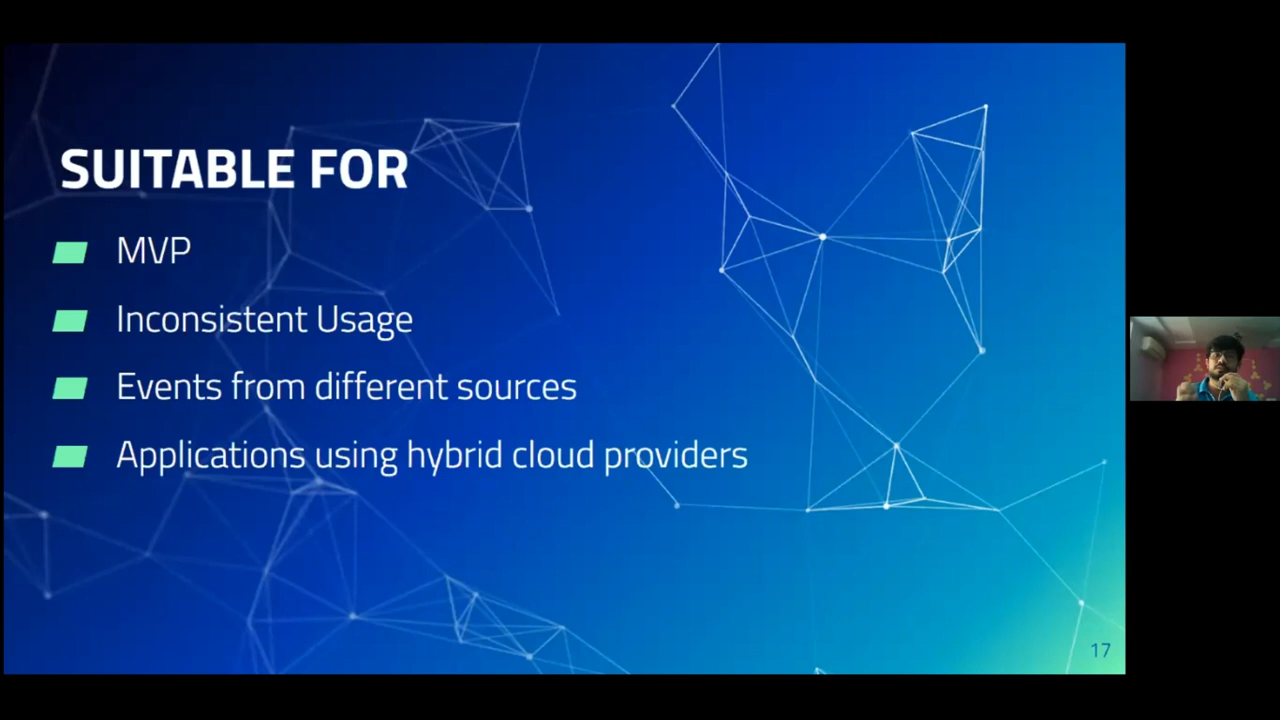 SUITABLE FOR
MVP
Inconsistent Usage
Events from different sources
Applications using hybrid cloud providers
17